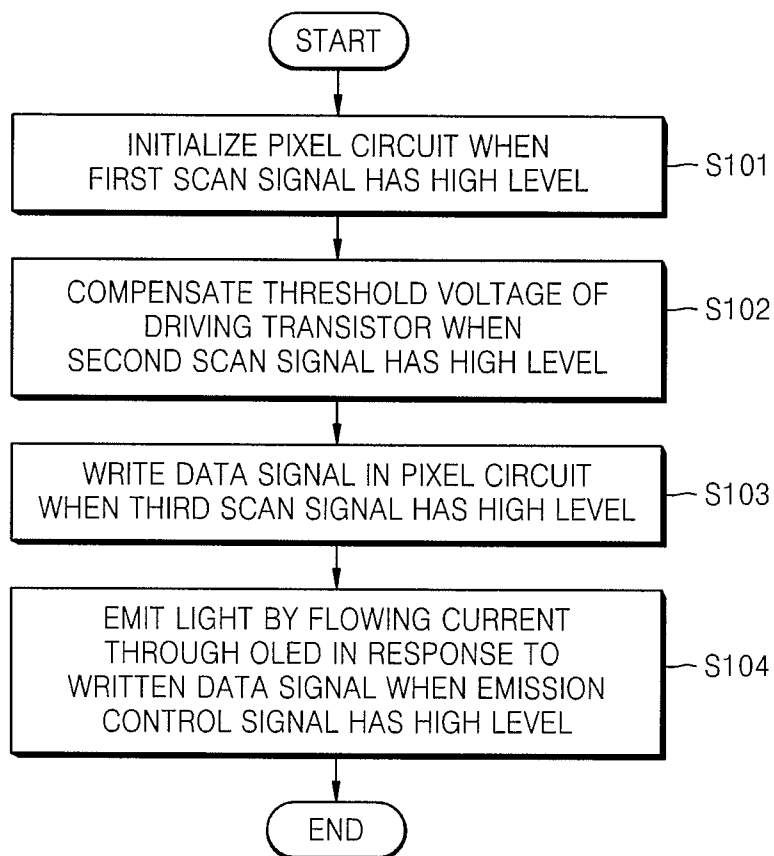 START
INITIALIZE PIXEL CIRCUIT WHEN
FIRST SCAN SIGNAL HAS HIGH LEVEL
S101
COMPENSATE THRESHOLD VOLTAGE OF
DRIVING TRANSISTOR WHEN
SECOND SCAN SIGNAL HAS HIGH LEVEL
S102
WRITE DATA SIGNAL IN PIXEL CIRCUIT
WHEN THIRD SCAN SIGNAL HAS HIGH LEVEL
S103
EMIT LIGHT BY FLOWING CURRENT
THROUGH OLED IN RESPONSE TO
WRITTEN DATA SIGNAL WHEN EMISSION
CONTROL SIGNAL HAS HIGH LEVEL
S104
END